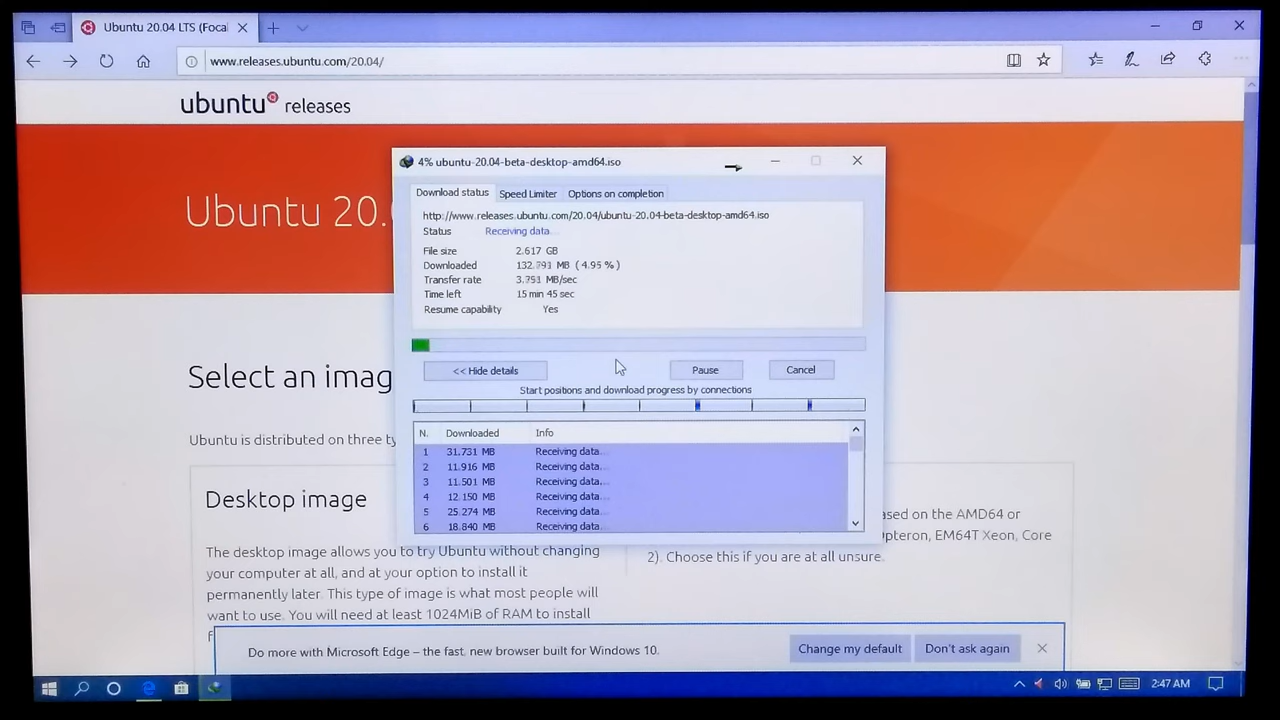 Ubuntu 20.04 LTS (Focal
www.releases.ubuntu.com/20.04/
ubuntu releases
Ubuntu 20.
4% ubuntu-20.04-beta-desktop-amd64.iso
Download status Speed Limiter Options on completion
http://www.releases.ubuntu.com/20.04/ubuntu-20.04-beta-desktop-amd64.iso
Status Receiving data...
File size 2.617 GB
Downloaded MB ( 4.95 % )
Transfer rate MB/sec
Time left 15 min 45 sec
Resume capability Yes
<< Hide details Pause Cancel
Start positions and download progress by connections
N. Downloaded Info
1 31.731 MB Receiving data...
2 11.916 MB Receiving data...
3 11.501 MB Receiving data...
4 12.150 MB Receiving data...
5 25.274 MB Receiving data...
6 18.840 MB Receiving data...
Select an imag
Ubuntu is distributed on three ty
Desktop image
The desktop image allows you to try Ubuntu without changing
your computer at all, and at your option to install it
permanently later. This type of image is what most people will
want to use. You will need at least 1024MiB of RAM to install
ased on the AMD64 or
pteron, EM64T Xeon, Core
2). Choose this if you are at all unsure.
Do more with Microsoft Edge – the fast, new browser built for Windows 10.
Change my default Don't ask again
2:47 AM